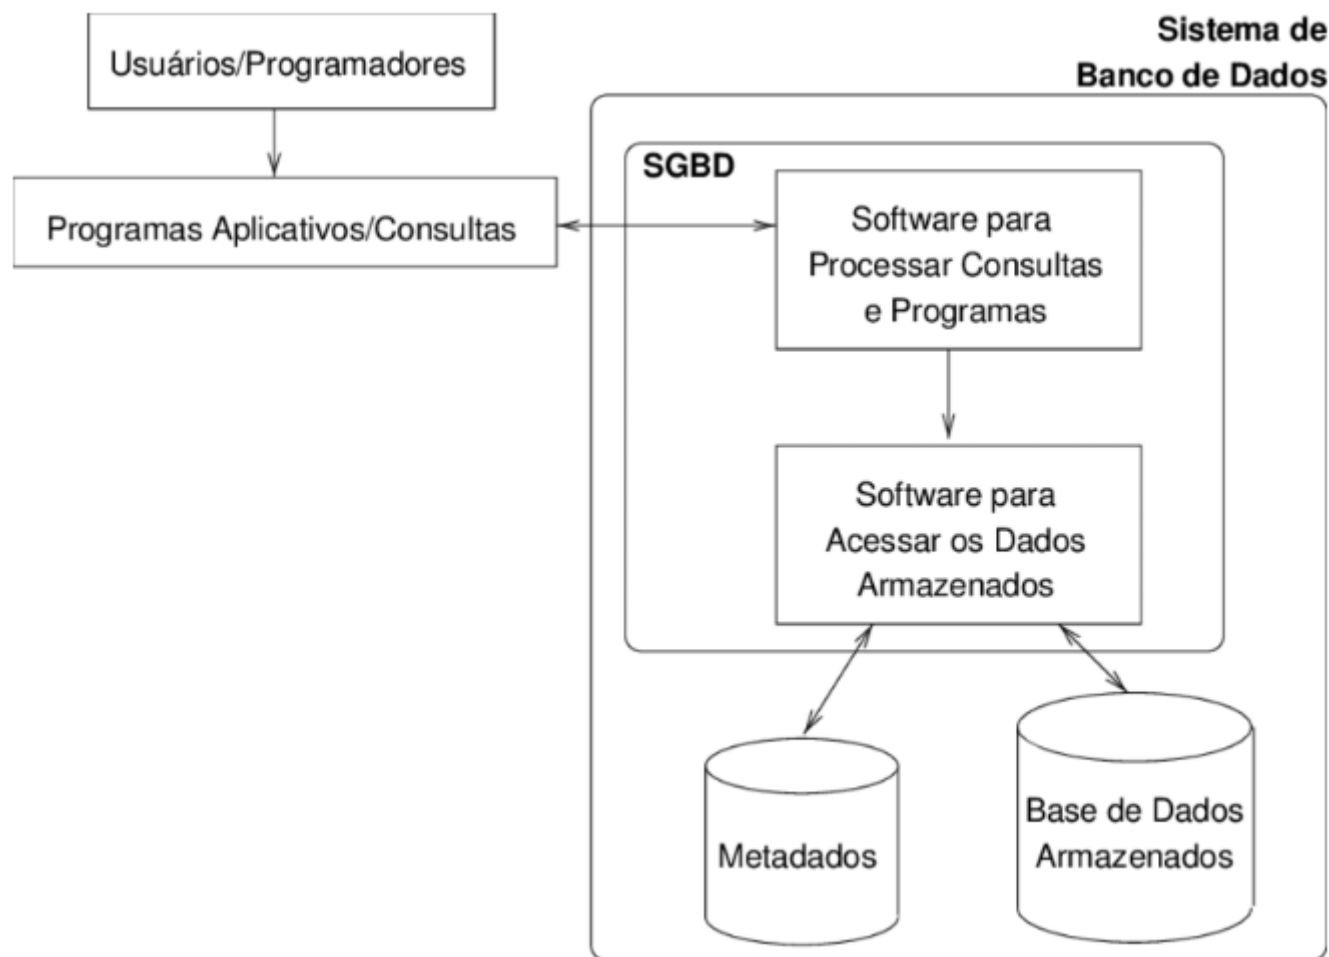 Usuários/Programadores
Sistema de
Banco de Dados
SGBD
Programas Aplicativos/Consultas
Software para
Processar Consultas
e Programas
Software para
Acessar os Dados
Armazenados
Metadados
Base de Dados
Armazenados